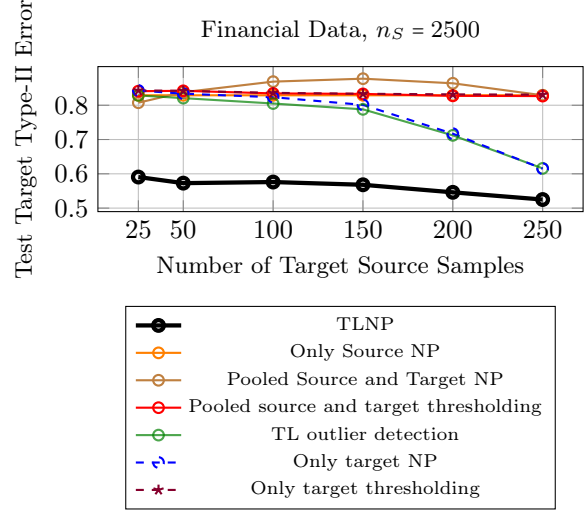 Financial Data, n_S = 2500
Test Target Type-II Error
0.8
0.7
0.6
0.5
25 50 100 150 200 250
Number of Target Source Samples
TLNP
Only Source NP
Pooled Source and Target NP
Pooled source and target thresholding
TL outlier detection
Only target NP
Only target thresholding